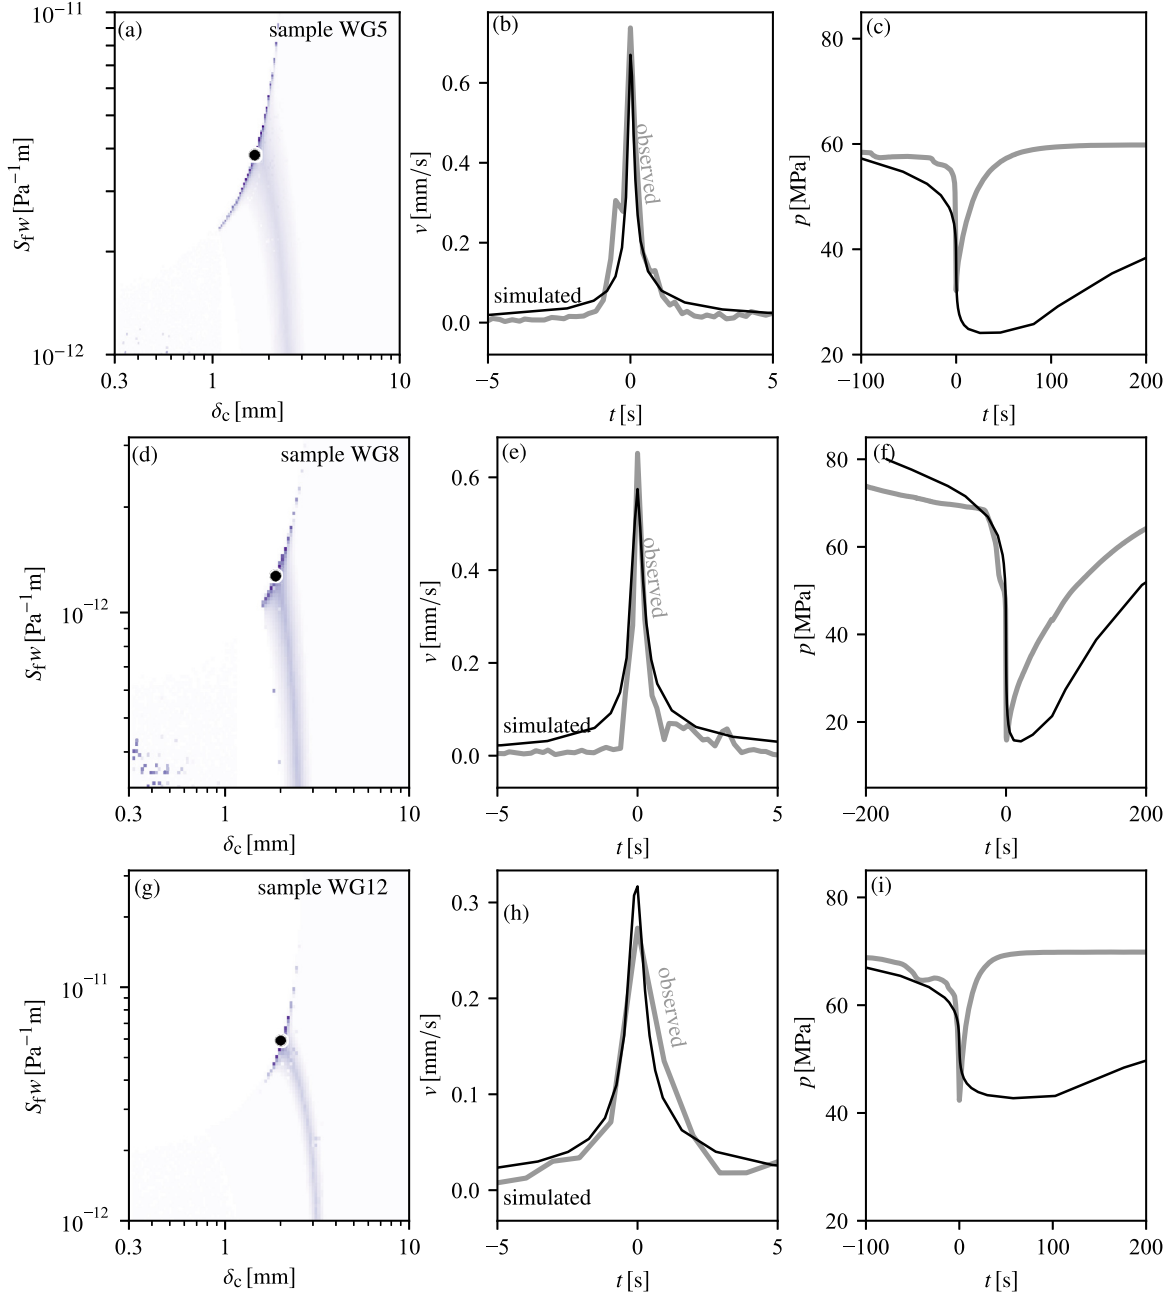 (a) sample WG5
10⁻¹¹
10⁻¹²
S_f w [Pa⁻¹m]
0.3 1 10
δ_c [mm]
(b)
0.6
0.4
0.2
0.0
v [mm/s]
observed
simulated
−5 0 5
t [s]
(c)
80
60
40
20
p [MPa]
−100 0 100 200
t [s]
(d) sample WG8
10⁻¹²
S_f w [Pa⁻¹m]
0.3 1 10
δ_c [mm]
(e)
0.6
0.4
0.2
0.0
v [mm/s]
observed
simulated
−5 0 5
t [s]
(f)
80
60
40
20
p [MPa]
−200 0 200
t [s]
(g) sample WG12
10⁻¹¹
10⁻¹²
S_f w [Pa⁻¹m]
0.3 1 10
δ_c [mm]
(h)
0.3
0.2
0.1
0.0
v [mm/s]
observed
simulated
−5 0 5
t [s]
(i)
80
60
40
20
p [MPa]
−100 0 100 200
t [s]